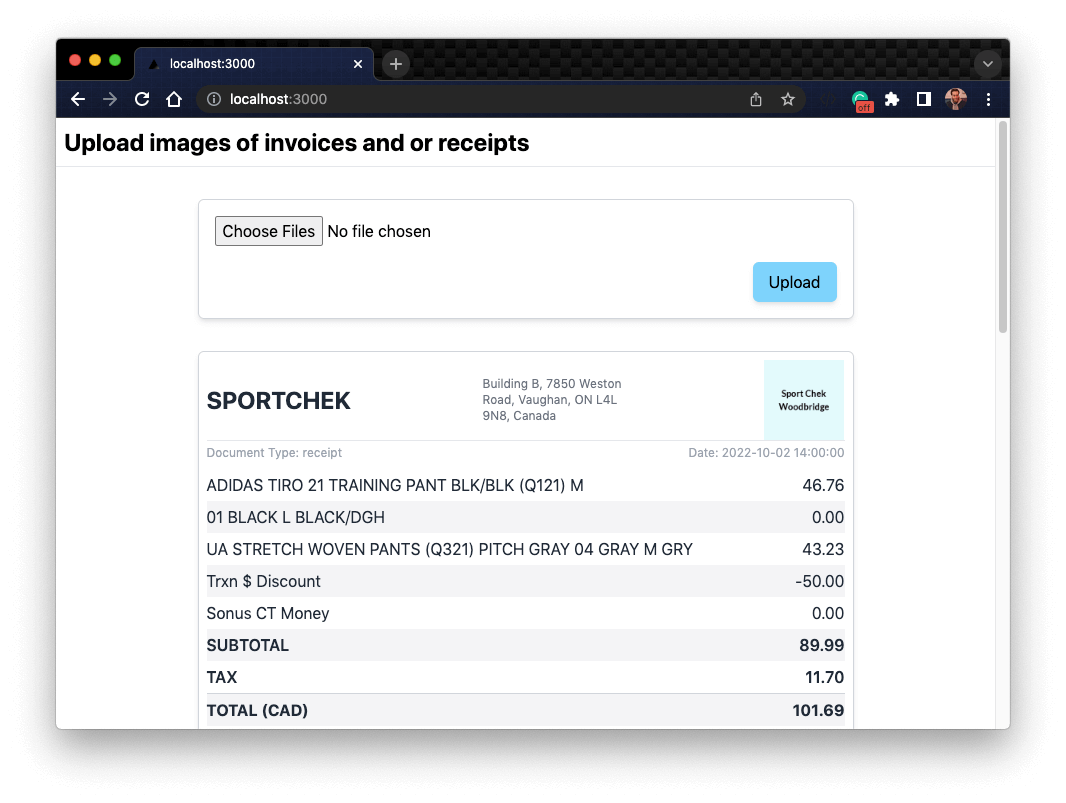 localhost:3000
localhost:3000
off
Upload images of invoices and or receipts
Choose Files No file chosen
Upload
SPORTCHEK
Building B, 7850 Weston
Road, Vaughan, ON L4L
9N8, Canada
Sport Chek
Woodbridge
Document Type: receipt Date: 2022-10-02 14:00:00
ADIDAS TIRO 21 TRAINING PANT BLK/BLK (Q121) M 46.76
01 BLACK L BLACK/DGH 0.00
UA STRETCH WOVEN PANTS (Q321) PITCH GRAY 04 GRAY M GRY 43.23
Trxn $ Discount -50.00
Sonus CT Money 0.00
SUBTOTAL 89.99
TAX 11.70
TOTAL (CAD) 101.69